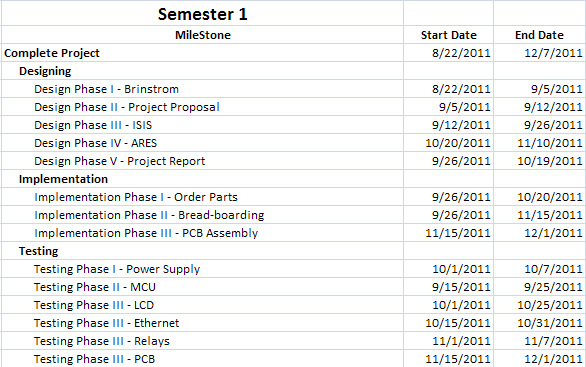 Semester 1
MileStone Start Date End Date
Complete Project 8/22/2011 12/7/2011
Designing
Design Phase I - Brinstrom 8/22/2011 9/5/2011
Design Phase II - Project Proposal 9/5/2011 9/12/2011
Design Phase III - ISIS 9/12/2011 9/26/2011
Design Phase IV - ARES 10/20/2011 11/10/2011
Design Phase V - Project Report 9/26/2011 10/19/2011
Implementation
Implementation Phase I - Order Parts 9/26/2011 10/20/2011
Implementation Phase II - Bread-boarding 9/26/2011 11/15/2011
Implementation Phase III - PCB Assembly 11/15/2011 12/1/2011
Testing
Testing Phase I - Power Supply 10/1/2011 10/7/2011
Testing Phase II - MCU 9/15/2011 9/25/2011
Testing Phase III - LCD 10/1/2011 10/25/2011
Testing Phase III - Ethernet 10/15/2011 10/31/2011
Testing Phase III - Relays 11/1/2011 11/7/2011
Testing Phase III - PCB 11/15/2011 12/1/2011